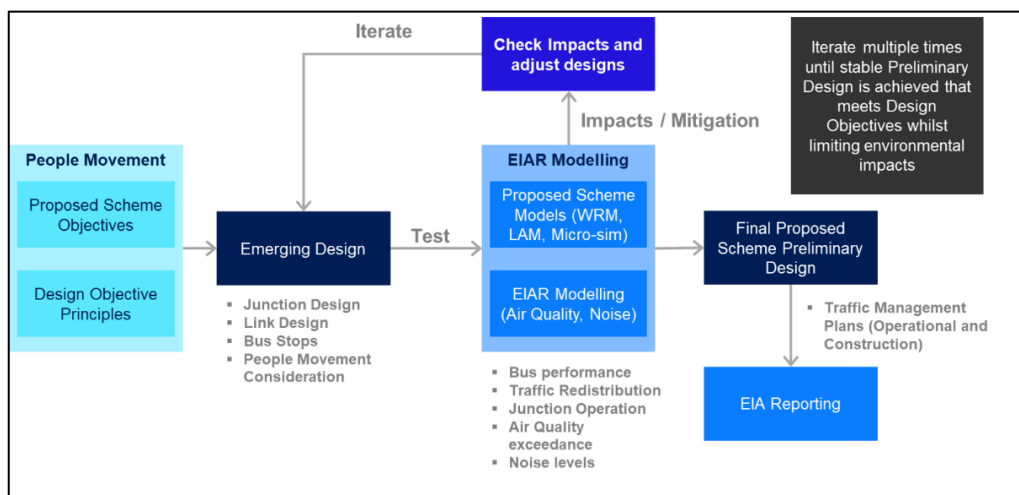 Iterate
Check Impacts and
adjust designs
Iterate multiple times
until stable Preliminary
Design is achieved that
meets Design
Objectives whilst
limiting environmental
impacts
Impacts / Mitigation
People Movement
Proposed Scheme
Objectives
Design Objective
Principles
Emerging Design
▪ Junction Design
▪ Link Design
▪ Bus Stops
▪ People Movement
Consideration
Test
EIAR Modelling
Proposed Scheme
Models (WRM,
LAM, Micro-sim)
EIAR Modelling
(Air Quality, Noise)
▪ Bus performance
▪ Traffic Redistribution
▪ Junction Operation
▪ Air Quality
exceedance
▪ Noise levels
Final Proposed
Scheme Preliminary
Design
▪ Traffic Management
Plans (Operational and
Construction)
EIA Reporting